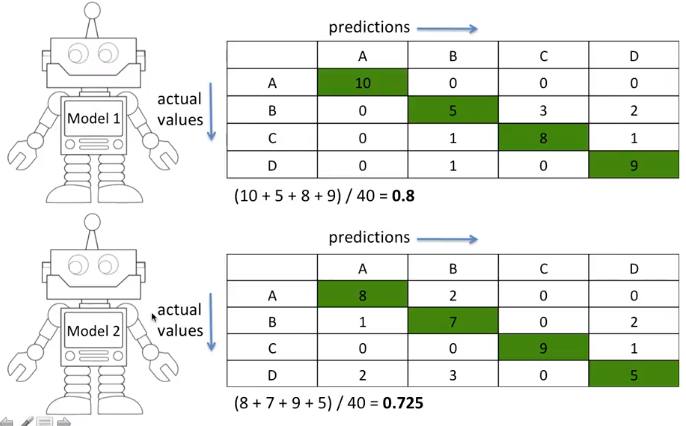 predictions
A B C D
A 10 0 0 0
B 0 5 3 2
C 0 1 8 1
D 0 1 0 9
actual
values
Model 1
(10 + 5 + 8 + 9) / 40 = 0.8
predictions
A B C D
A 8 2 0 0
B 1 7 0 2
C 0 0 9 1
D 2 3 0 5
actual
values
Model 2
(8 + 7 + 9 + 5) / 40 = 0.725